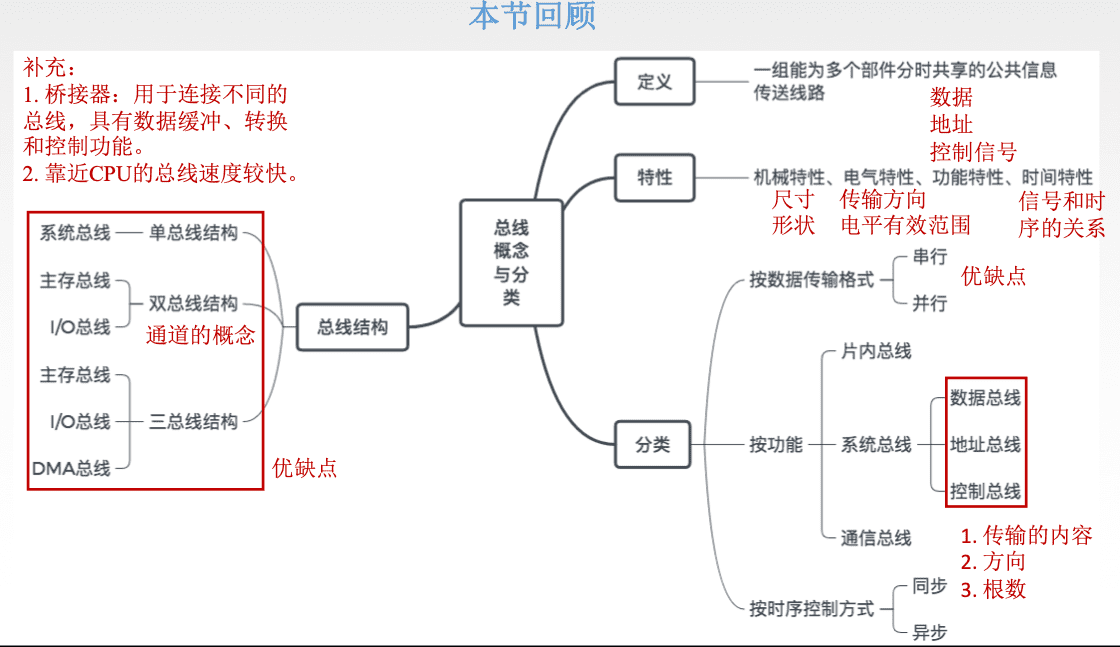 本节回顾
补充：
1. 桥接器：用于连接不同的
总线，具有数据缓冲、转换
和控制功能。
2. 靠近CPU的总线速度较快。
定义
一组能为多个部件分时共享的公共信息
传送线路
数据
地址
控制信号
特性
机械特性、电气特性、功能特性、时间特性
尺寸
形状
传输方向
电平有效范围
信号和时
序的关系
总线
概念
与分
类
总线结构
系统总线
单总线结构
主存总线
I/O总线
双总线结构
通道的概念
主存总线
I/O总线
DMA总线
三总线结构
优缺点
分类
按数据传输格式
串行
并行
优缺点
按功能
片内总线
系统总线
数据总线
地址总线
控制总线
通信总线
1. 传输的内容
2. 方向
3. 根数
按时序控制方式
同步
异步